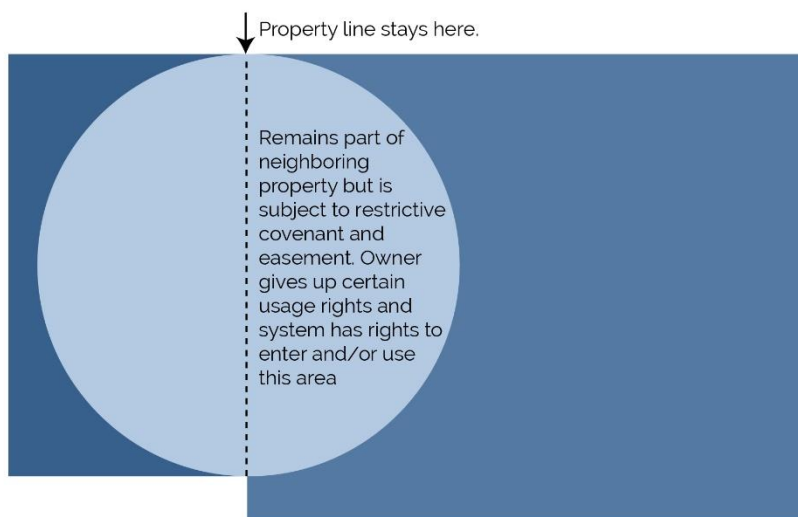 Property line stays here.
Remains part of
neighboring
property but is
subject to restrictive
covenant and
easement. Owner
gives up certain
usage rights and
system has rights to
enter and/or use
this area